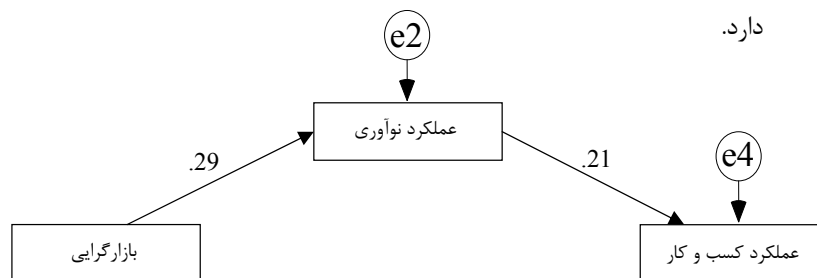 دارد.
e2
عملکرد نوآوری
.29
.21
e4
بازارگرایی
عملکرد کسب و کار